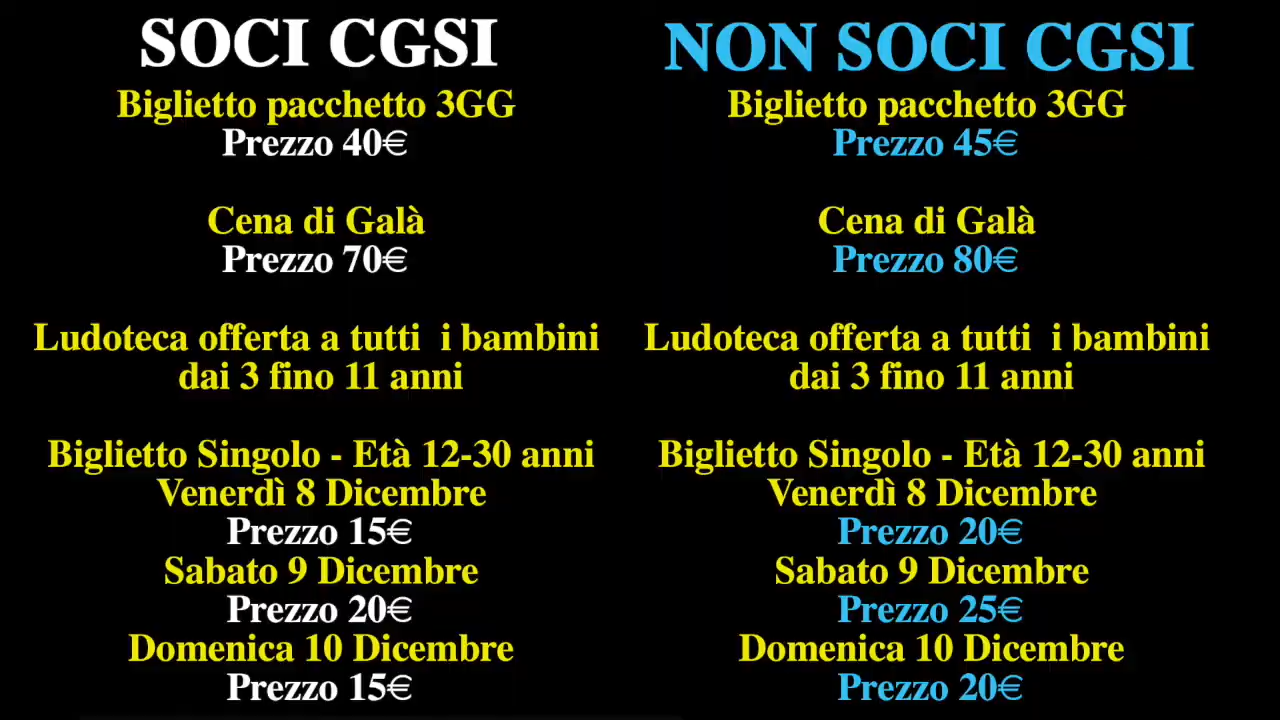 SOCI CGSI
Biglietto pacchetto 3GG
Prezzo 40€
Cena di Galà
Prezzo 70€
Ludoteca offerta a tutti i bambini
dai 3 fino 11 anni
Biglietto Singolo - Età 12-30 anni
Venerdì 8 Dicembre
Prezzo 15€
Sabato 9 Dicembre
Prezzo 20€
Domenica 10 Dicembre
Prezzo 15€
NON SOCI CGSI
Biglietto pacchetto 3GG
Prezzo 45€
Cena di Galà
Prezzo 80€
Ludoteca offerta a tutti i bambini
dai 3 fino 11 anni
Biglietto Singolo - Età 12-30 anni
Venerdì 8 Dicembre
Prezzo 20€
Sabato 9 Dicembre
Prezzo 25€
Domenica 10 Dicembre
Prezzo 20€